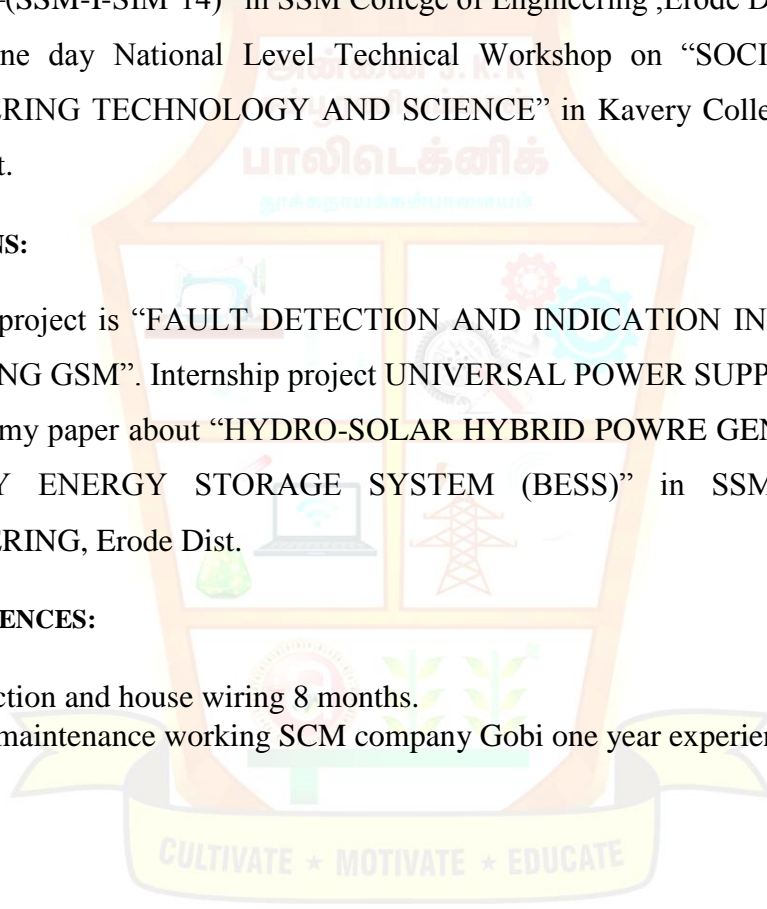 (SSM-I-SIM'14)” in SSM College of Engineering ,Erode D
ne day National Level Technical Workshop on “SOCI
ERING TECHNOLOGY AND SCIENCE” in Kavery Colle
t.
பாலிடெக்னிக்
NS:
project is “FAULT DETECTION AND INDICATION IN
NG GSM”. Internship project UNIVERSAL POWER SUPP
my paper about “HYDRO-SOLAR HYBRID POWRE GEN
Y ENERGY STORAGE SYSTEM (BESS)” in SSM
ERING, Erode Dist.
ENCES:
ction and house wiring 8 months.
maintenance working SCM company Gobi one year experien
CULTIVATE ★ MOTIVATE ★ EDUCATE